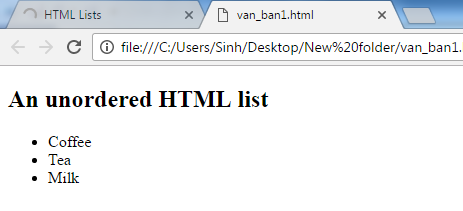 HTML Lists
van_ban1.html
file:///C:/Users/Sinh/Desktop/New%20folder/van_ban1.
An unordered HTML list
Coffee
Tea
Milk